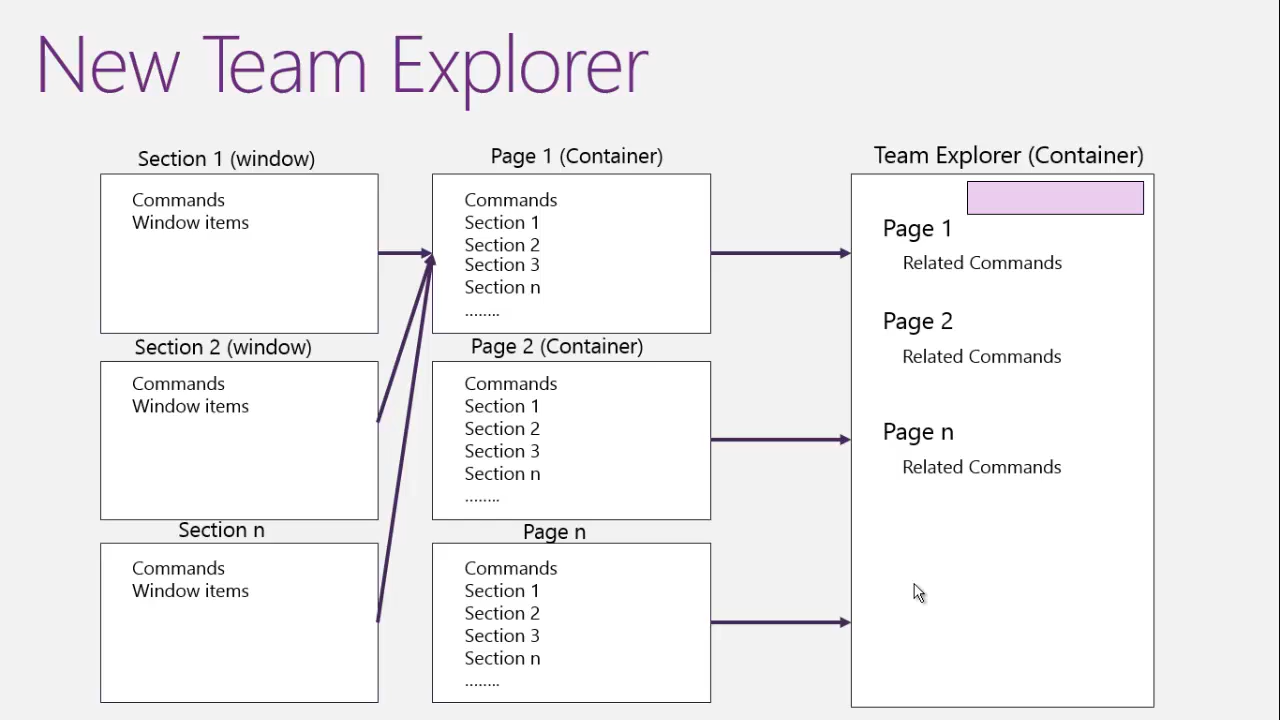 New Team Explorer
Section 1 (window)
Commands
Window items
Section 2 (window)
Commands
Window items
Section n
Commands
Window items
Page 1 (Container)
Commands
Section 1
Section 2
Section 3
Section n
........
Page 2 (Container)
Commands
Section 1
Section 2
Section 3
Section n
........
Page n
Commands
Section 1
Section 2
Section 3
Section n
........
Team Explorer (Container)
Page 1
Related Commands
Page 2
Related Commands
Page n
Related Commands